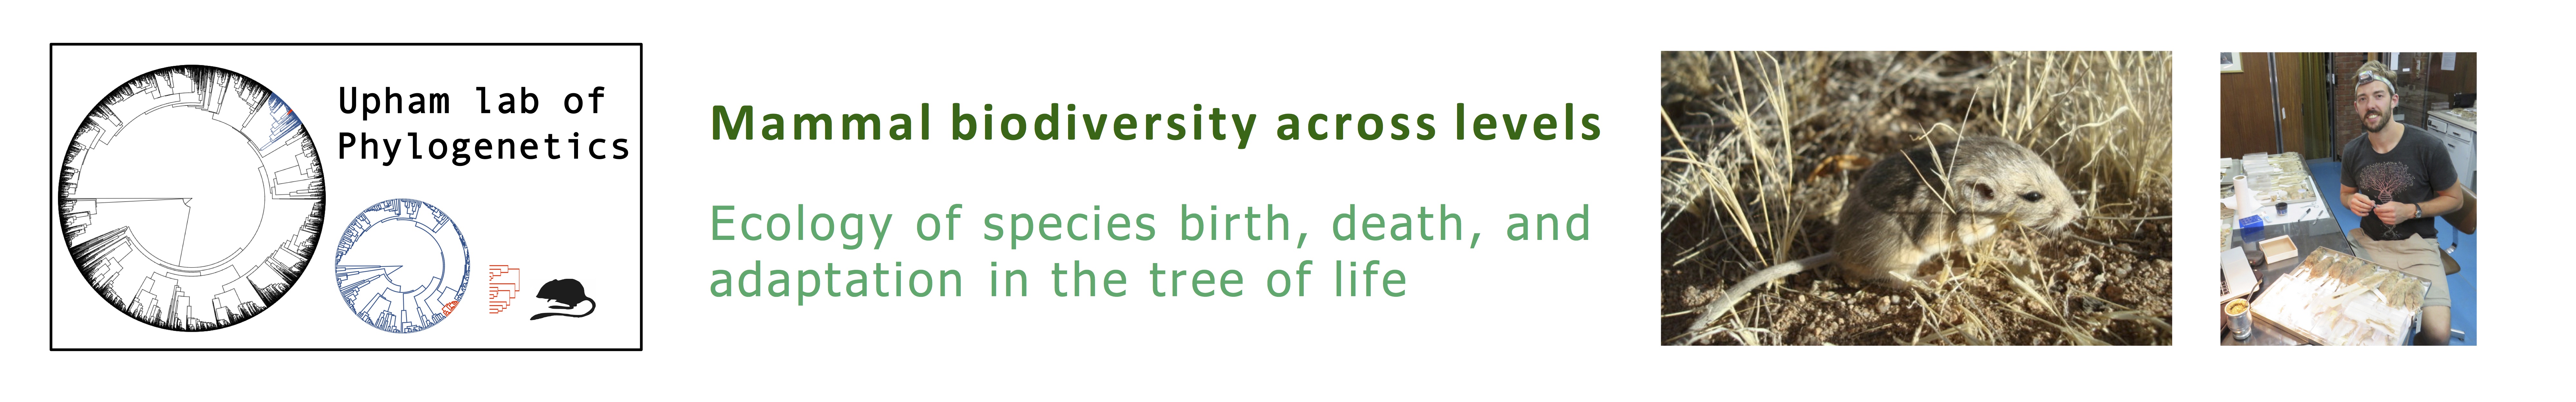 Upham lab of
Phylogenetics
Mammal biodiversity across levels
Ecology of species birth, death, and
adaptation in the tree of life